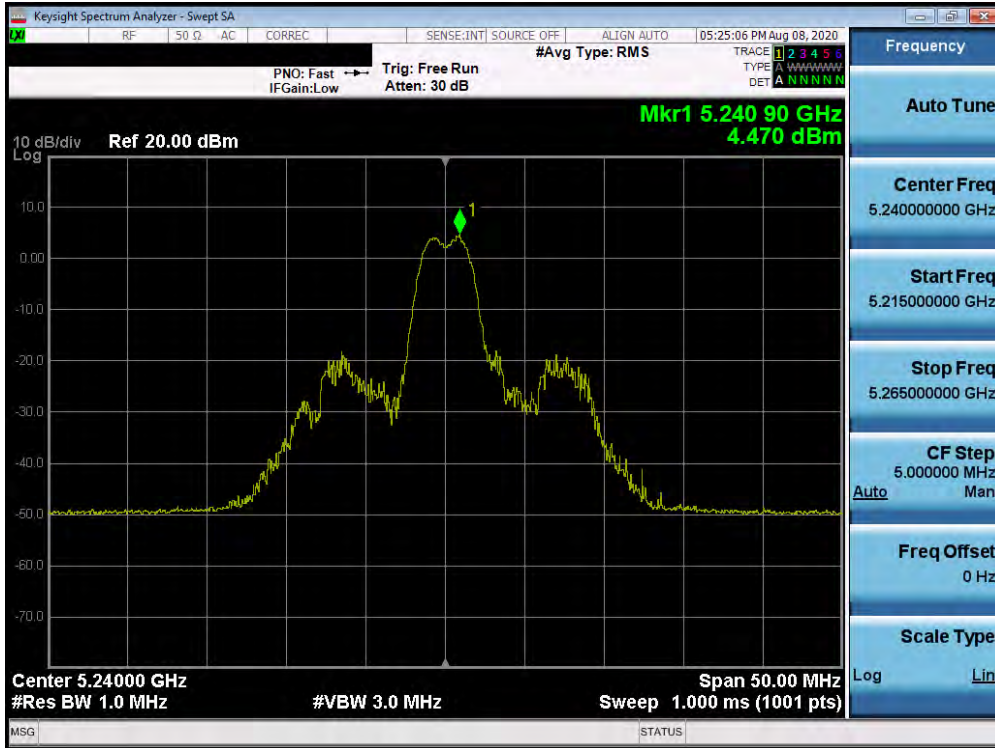 Keysight Spectrum Analyzer - Swept SA
LXI RF 50 Ω AC CORREC SENSE:INT SOURCE OFF ALIGN AUTO 05:25:06 PM Aug 08, 2020
#Avg Type: RMS
TRACE 1 2 3 4 5 6
PNO: Fast Trig: Free Run
TYPE A WWWWW
IFGain:Low Atten: 30 dB
DET A N N N N N
Mkr1 5.240 90 GHz
4.470 dBm
10 dB/div Ref 20.00 dBm
Log
1
10.0
0.00
-10.0
-20.0
-30.0
-40.0
-50.0
-60.0
-70.0
Center 5.24000 GHz Span 50.00 MHz
#Res BW 1.0 MHz #VBW 3.0 MHz Sweep 1.000 ms (1001 pts)
MSG STATUS
Frequency
Auto Tune
Center Freq
5.240000000 GHz
Start Freq
5.215000000 GHz
Stop Freq
5.265000000 GHz
CF Step
5.000000 MHz
Auto Man
Freq Offset
0 Hz
Scale Type
Log Lin